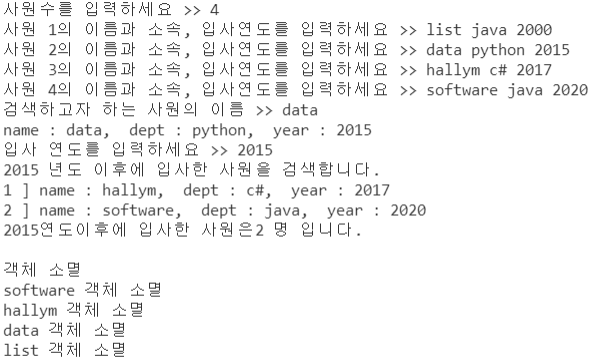 사원수를 입력하세요 >> 4
사원 1의 이름과 소속, 입사연도를 입력하세요 >> list java 2000
사원 2의 이름과 소속, 입사연도를 입력하세요 >> data python 2015
사원 3의 이름과 소속, 입사연도를 입력하세요 >> hallym c# 2017
사원 4의 이름과 소속, 입사연도를 입력하세요 >> software java 2020
검색하고자 하는 사원의 이름 >> data
name : data,  dept : python,  year : 2015
입사 연도를 입력하세요 >> 2015
2015 년도 이후에 입사한 사원을 검색합니다.
1 ] name : hallym,  dept : c#,  year : 2017
2 ] name : software,  dept : java,  year : 2020
2015연도이후에 입사한 사원은2 명 입니다.

객체 소멸
software 객체 소멸
hallym 객체 소멸
data 객체 소멸
list 객체 소멸